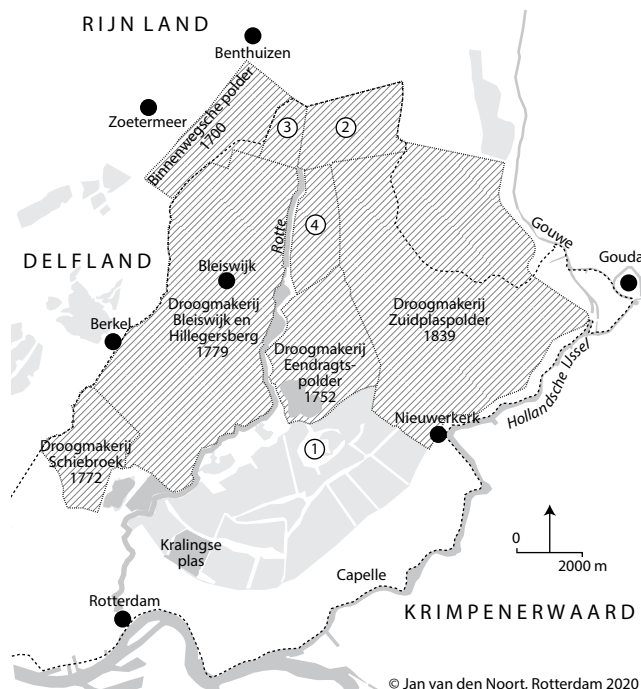 RIJNLAND
Benthuizen
Zoetermeer
Binnenwegsche polder
1700
3
2
Rotte
4
Gouwe
Gouda
DELFLAND
Bleiswijk
Droogmakerij
Bleiswijk en
Hillegersberg
1779
Droogmakerij
Zuidplaspolder
1839
Berkel
Droogmakerij
Eendragts-
polder
1752
Hollandsche IJssel
Nieuwerkerk
Droogmakerij
Schiebroek
1772
1
Kralingse
plas
0
2000 m
Capelle
Rotterdam
KRIMPENERWAARD
© Jan van den Noort, Rotterdam 2020